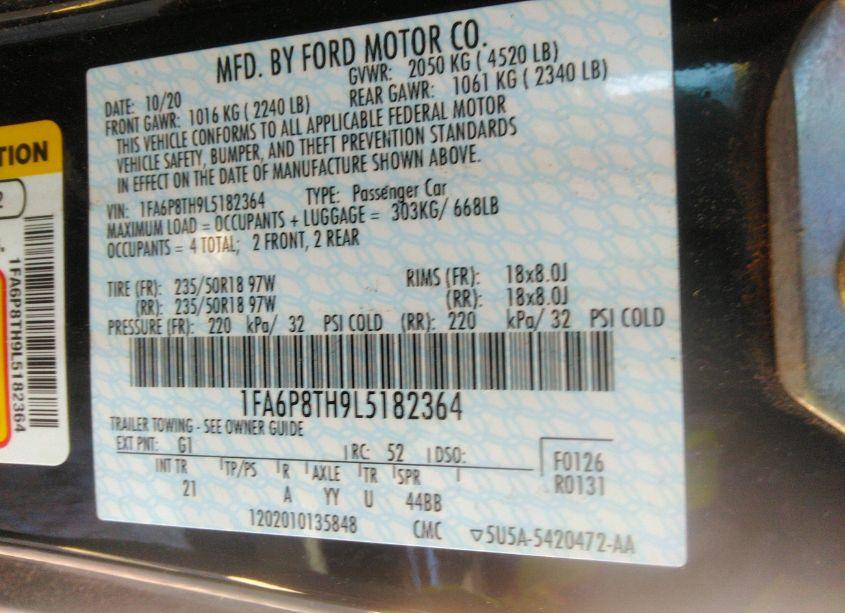 MFD. BY FORD MOTOR CO.
DATE: 10/20 GVWR: 2050 KG ( 4520 LB)
FRONT GAWR: 1016 KG ( 2240 LB) REAR GAWR: 1061 KG ( 2340 LB)
THIS VEHICLE CONFORMS TO ALL APPLICABLE FEDERAL MOTOR
VEHICLE SAFETY, BUMPER, AND THEFT PREVENTION STANDARDS
IN EFFECT ON THE DATE OF MANUFACTURE SHOWN ABOVE.
VIN: 1FA6P8TH9L5182364 TYPE: Passenger Car
MAXIMUM LOAD = OCCUPANTS + LUGGAGE = 303KG/ 668LB
OCCUPANTS = 4 TOTAL; 2 FRONT, 2 REAR
TIRE (FR): 235/50R18 97W RIMS (FR): 18x8.0J
(RR): 235/50R18 97W (RR): 18x8.0J
PRESSURE (FR): 220 kPa/ 32 PSI COLD (RR): 220 kPa/ 32 PSI COLD
1FA6P8TH9L5182364
TRAILER TOWING - SEE OWNER GUIDE
EXT PNT: G1 RC: 52 DSO:
F0126
R0131
INT TR TP/PS R AXLE TR SPR
21 A YY U 44BB
1202010135848 CMC 5U5A-5420472-AA
TION
2
1FA6P8TH9L5182364